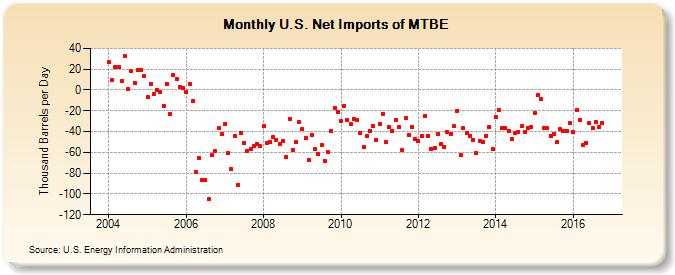 Monthly U.S. Net Imports of MTBE
Thousand Barrels per Day
40
20
0
-20
-40
-60
-80
-100
-120
2004 2006 2008 2010 2012 2014 2016
Source: U.S. Energy Information Administration